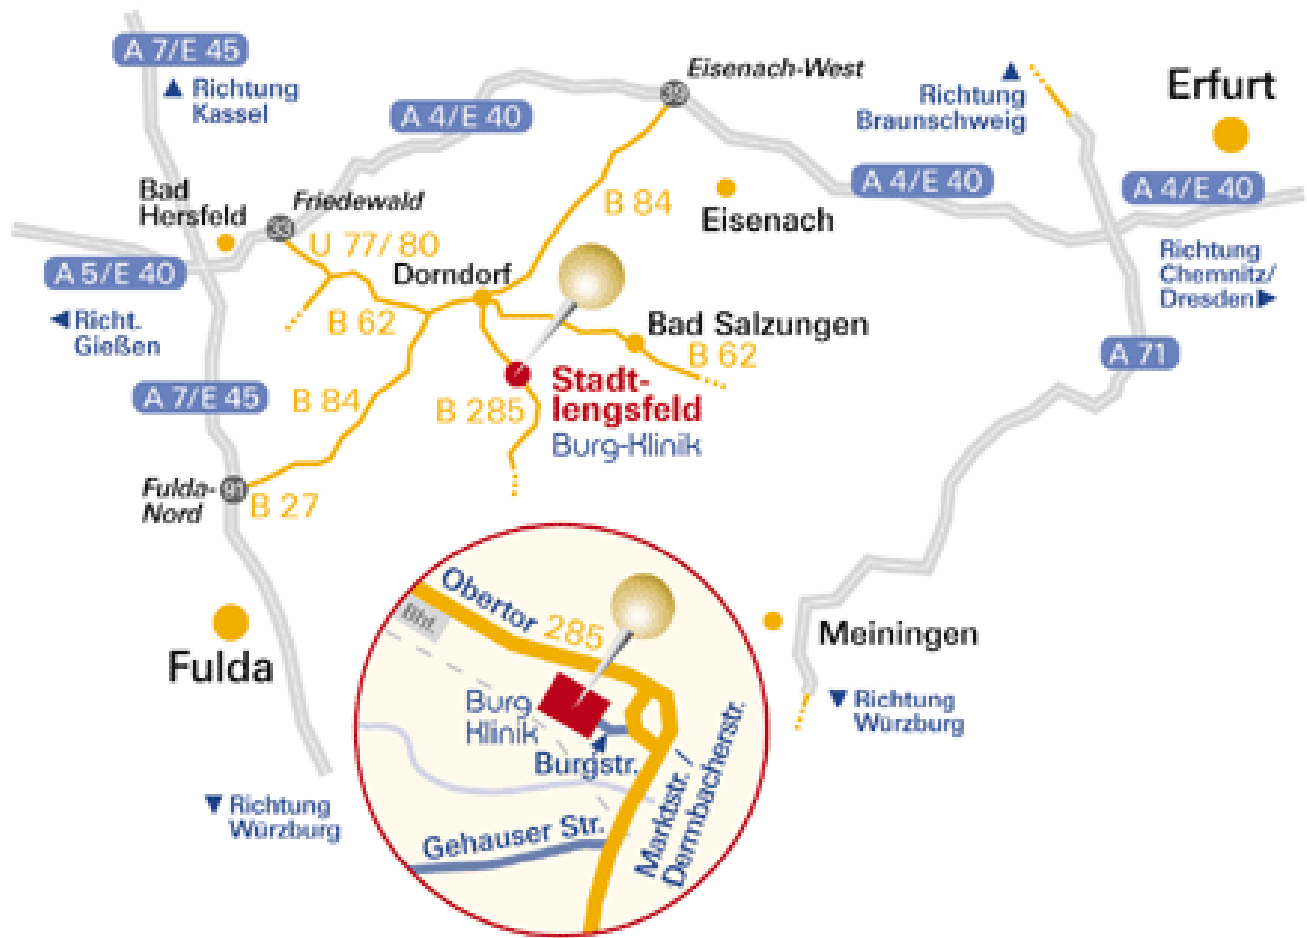 A 7/E 45
Richtung
Kassel
Eisenach-West
A 4/E 40
Richtung
Braunschweig
Erfurt
Bad
Hersfeld
Friedewald
B 84
Eisenach
A 4/E 40
A 4/E 40
U 77/ 80
Dorndorf
A 5/E 40
Richt.
Gießen
B 62
Bad Salzungen
B 62
Richtung
Chemnitz/
Dresden
A 71
A 7/E 45
B 84
B 285
Stadt-
lengsfeld
Burg-Klinik
Fulda-
Nord
91
B 27
Fulda
Obertor 285
Bhf.
Burg
Klinik
Burgstr.
Gehauser Str.
Marktstr. /
Dermbacherstr.
Meiningen
Richtung
Würzburg
Richtung
Würzburg